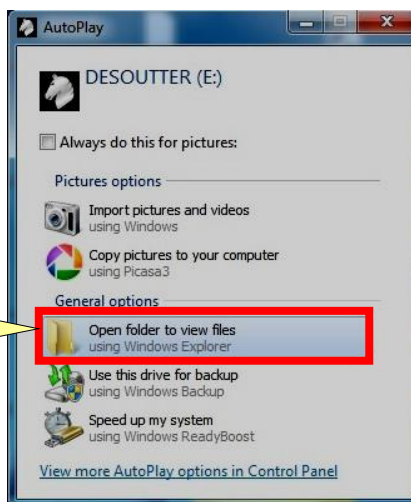 AutoPlay
DESOUTTER (E:)
Always do this for pictures:
Pictures options
Import pictures and videos
using Windows
Copy pictures to your computer
using Picasa3
General options
Open folder to view files
using Windows Explorer
Use this drive for backup
using Windows Backup
Speed up my system
using Windows ReadyBoost
View more AutoPlay options in Control Panel